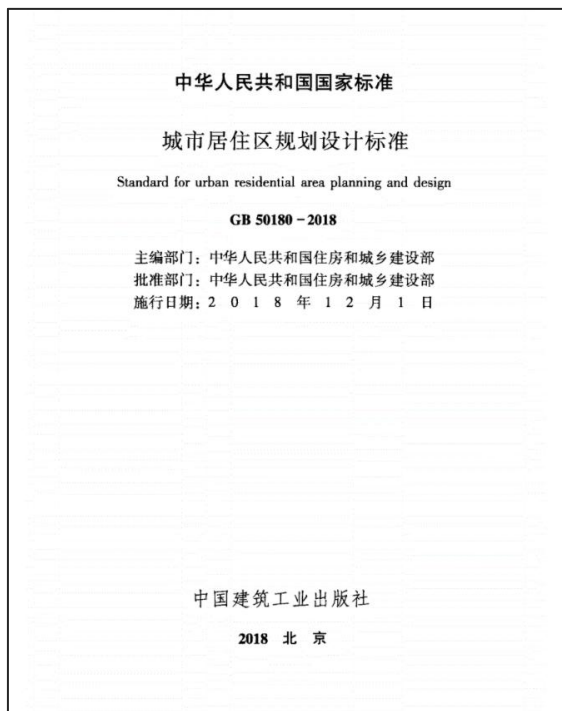 中华人民共和国国家标准
城市居住区规划设计标准
Standard for urban residential area planning and design
GB 50180-2018
主编部门：中华人民共和国住房和城乡建设部
批准部门：中华人民共和国住房和城乡建设部
施行日期：2 0 1 8 年 1 2 月 1 日
中国建筑工业出版社
2018 北 京